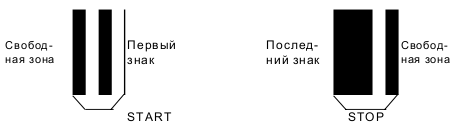 Свобод-
ная зона
Первый
знак
START
Послед-
ний знак
Свобод-
ная зона
STOP